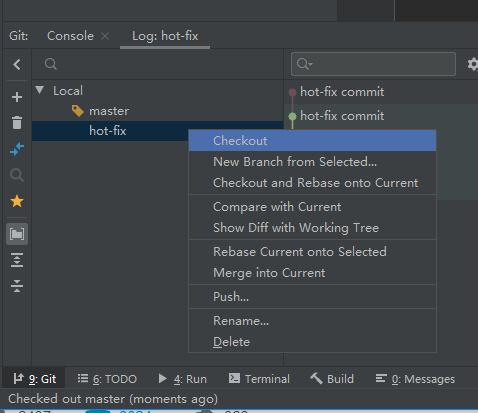 Git: Console Log: hot-fix
Local
master
hot-fix
hot-fix commit
hot-fix commit
Checkout
New Branch from Selected...
Checkout and Rebase onto Current
Compare with Current
Show Diff with Working Tree
Rebase Current onto Selected
Merge into Current
Push...
Rename...
Delete
9: Git 6: TODO 4: Run Terminal Build 0: Messages
Checked out master (moments ago)